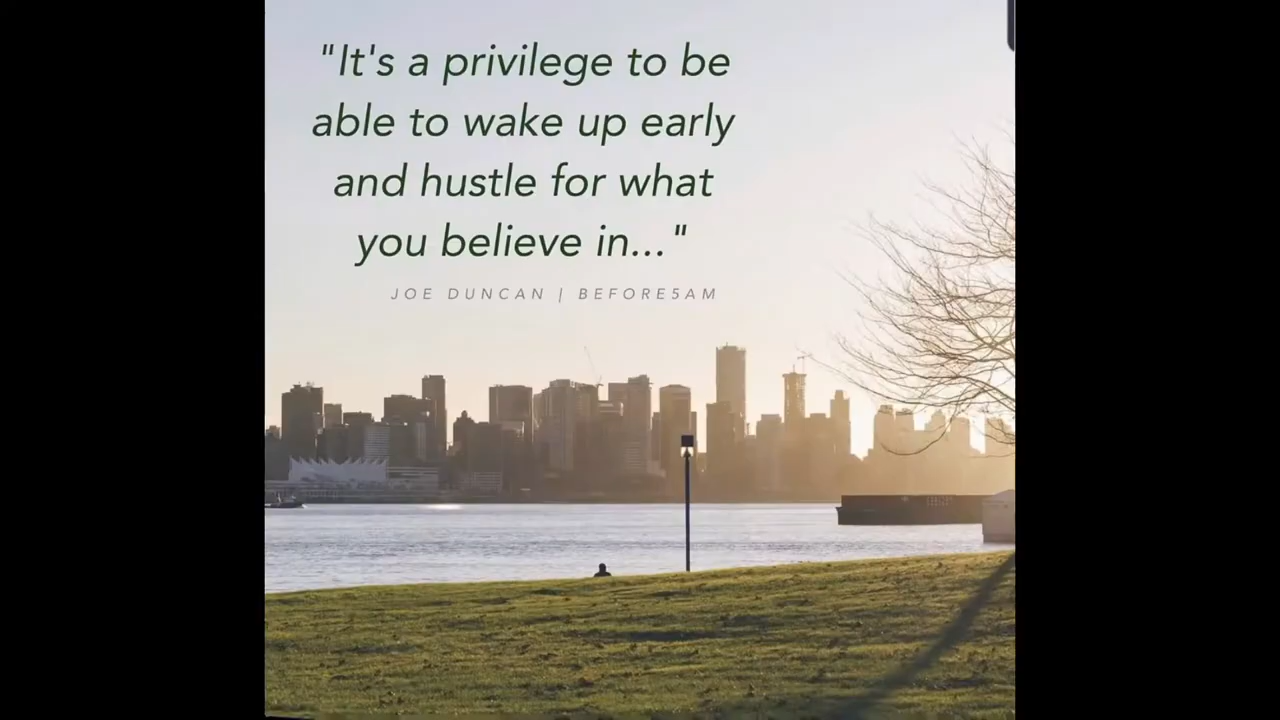 "It's a privilege to be
able to wake up early
and hustle for what
you believe in..."
JOE DUNCAN | BEFORE5AM